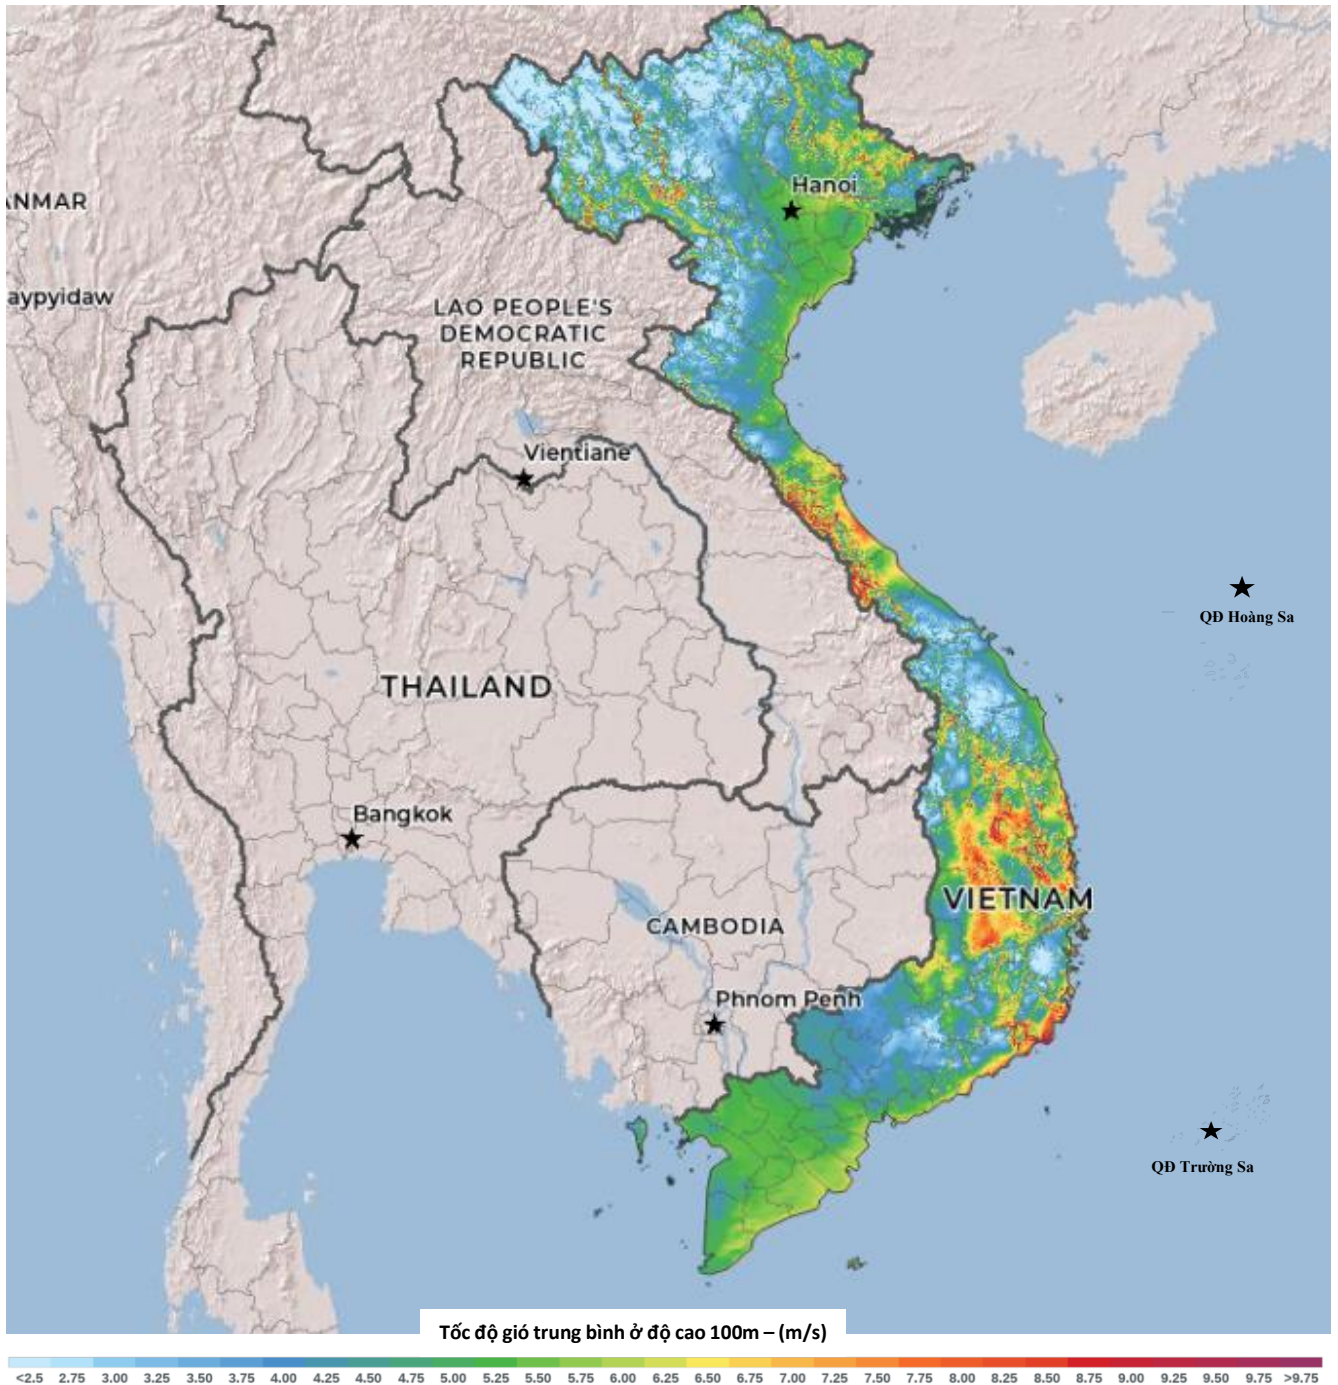 Hanoi
ANMAR
aypyidaw
LAO PEOPLE'S
DEMOCRATIC
REPUBLIC
Vientiane
QĐ Hoàng Sa
THAILAND
Bangkok
VIETNAM
CAMBODIA
Phnom Penh
QĐ Trường Sa
Tốc độ gió trung bình ở độ cao 100m – (m/s)
<2.5 2.75 3.00 3.25 3.50 3.75 4.00 4.25 4.50 4.75 5.00 5.25 5.50 5.75 6.00 6.25 6.50 6.75 7.00 7.25 7.50 7.75 8.00 8.25 8.50 8.75 9.00 9.25 9.50 9.75 >9.75